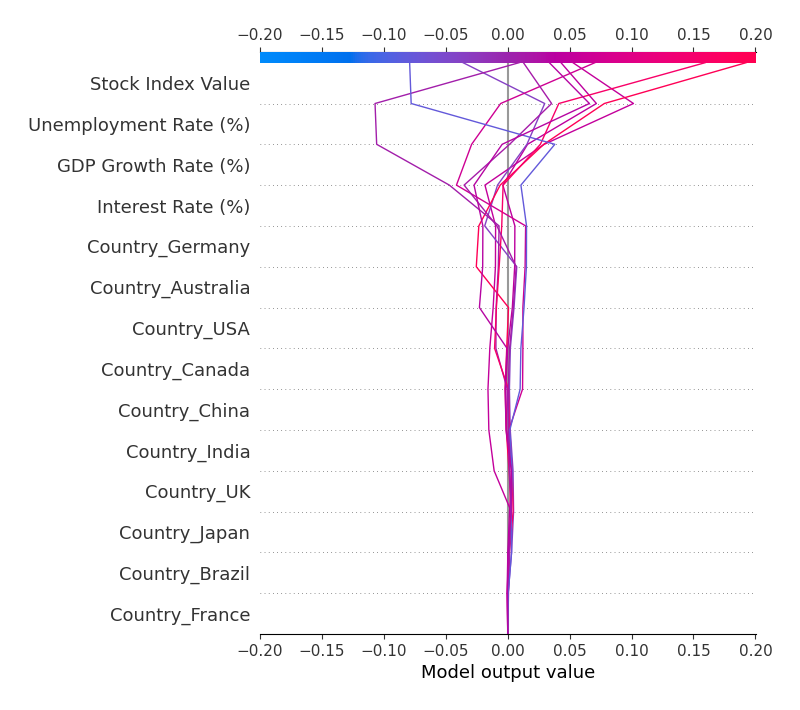 −0.20 −0.15 −0.10 −0.05 0.00 0.05 0.10 0.15 0.20
Stock Index Value
Unemployment Rate (%)
GDP Growth Rate (%)
Interest Rate (%)
Country_Germany
Country_Australia
Country_USA
Country_Canada
Country_China
Country_India
Country_UK
Country_Japan
Country_Brazil
Country_France
−0.20 −0.15 −0.10 −0.05 0.00 0.05 0.10 0.15 0.20
Model output value